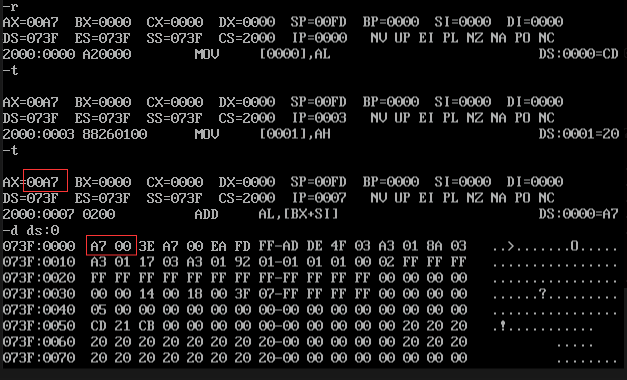 -r
AX=00A7  BX=0000  CX=0000  DX=0000  SP=00FD  BP=0000  SI=0000  DI=0000
DS=073F  ES=073F  SS=073F  CS=2000  IP=0000   NV UP EI PL NZ NA PO NC
2000:0000 A20000        MOV     [0000],AL                          DS:0000=CD
-t
AX=00A7  BX=0000  CX=0000  DX=0000  SP=00FD  BP=0000  SI=0000  DI=0000
DS=073F  ES=073F  SS=073F  CS=2000  IP=0003   NV UP EI PL NZ NA PO NC
2000:0003 88260100      MOV     [0001],AH                          DS:0001=20
-t
AX=00A7  BX=0000  CX=0000  DX=0000  SP=00FD  BP=0000  SI=0000  DI=0000
DS=073F  ES=073F  SS=073F  CS=2000  IP=0007   NV UP EI PL NZ NA PO NC
2000:0007 0200          ADD     AL,[BX+SI]                         DS:0000=A7
-d ds:0
073F:0000  A7 00 3E A7 00 EA FD FF-AD DE 4F 03 A3 01 8A 03   ..>.......O.....
073F:0010  A3 01 17 03 A3 01 92 01-01 01 01 00 02 FF FF FF   ................
073F:0020  FF FF FF FF FF FF FF FF-FF FF FF FF 00 00 00 00   ................
073F:0030  00 00 14 00 18 00 3F 07-FF FF FF FF 00 00 00 00   ......?.........
073F:0040  05 00 00 00 00 00 00 00-00 00 00 00 00 00 00 00   ................
073F:0050  CD 21 CB 00 00 00 00 00-00 00 00 00 00 20 20 20   .!...........
073F:0060  20 20 20 20 20 20 20 20-00 00 00 00 00 20 20 20           .....
073F:0070  20 20 20 20 20 20 20 20-00 00 00 00 00 00 00 00           ........